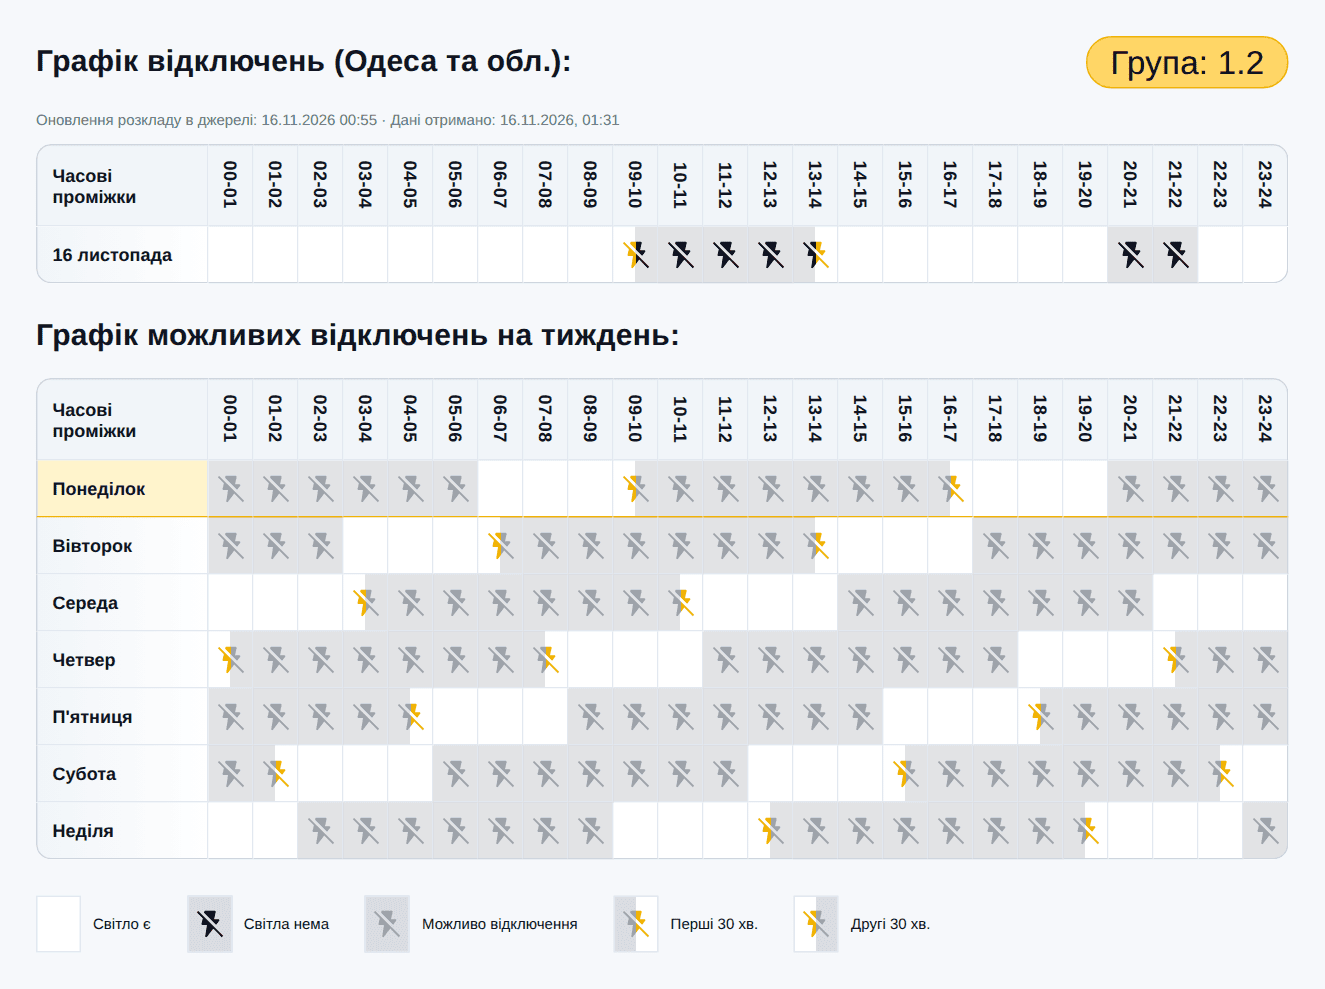 Графік відключень (Одеса та обл.):
Група: 1.2
Оновлення розкладу в джерелі: 16.11.2026 00:55 · Дані отримано: 16.11.2026, 01:31
Часові проміжки 00-01 01-02 02-03 03-04 04-05 05-06 06-07 07-08 08-09 09-10 10-11 11-12 12-13 13-14 14-15 15-16 16-17 17-18 18-19 19-20 20-21 21-22 22-23 23-24
16 листопада
Графік можливих відключень на тиждень:
Часові проміжки 00-01 01-02 02-03 03-04 04-05 05-06 06-07 07-08 08-09 09-10 10-11 11-12 12-13 13-14 14-15 15-16 16-17 17-18 18-19 19-20 20-21 21-22 22-23 23-24
Понеділок
Вівторок
Середа
Четвер
П'ятниця
Субота
Неділя
Світло є Світла нема Можливо відключення Перші 30 хв. Другі 30 хв.